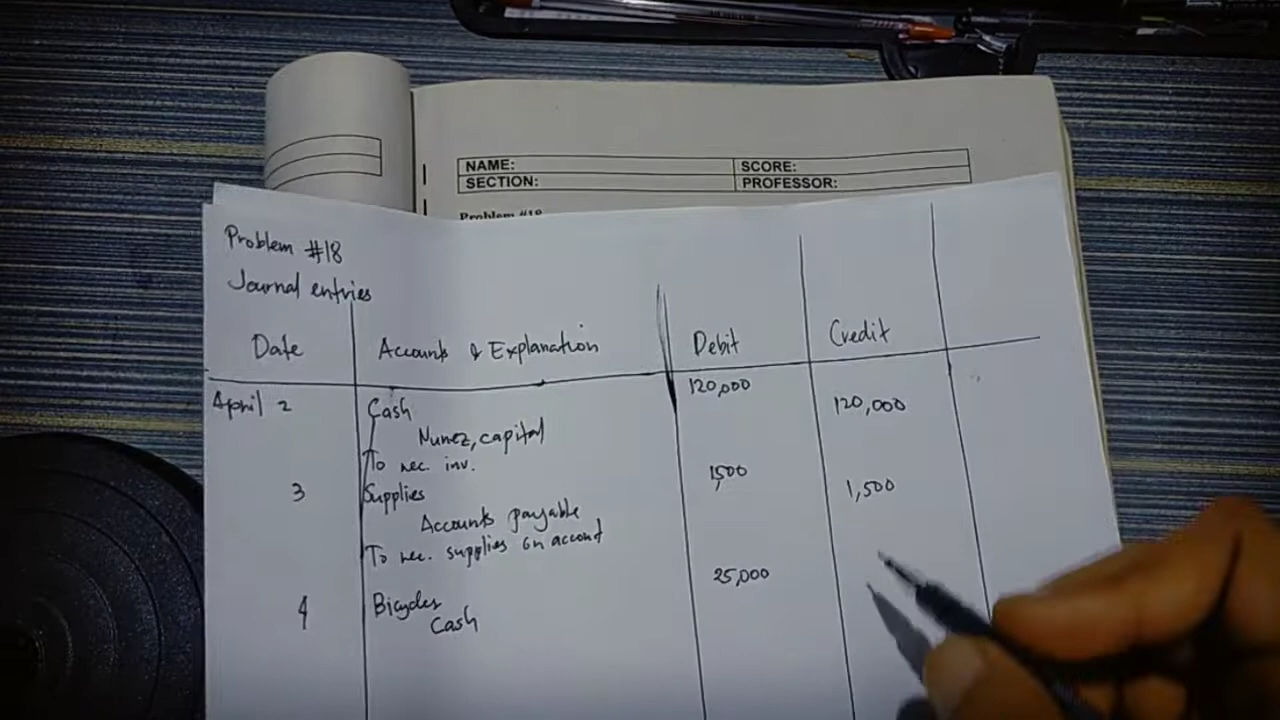 NAME: SCORE:
SECTION: PROFESSOR:
Problem #18
Problem #18
Journal entries
Date Accounts & Explanation Debit Credit
April 2 Cash 120,000
Nunez, capital 120,000
To rec. inv.
3 Supplies 1,500
Accounts payable 1,500
To rec. supplies on account
4 Bicycles 25,000
Cash